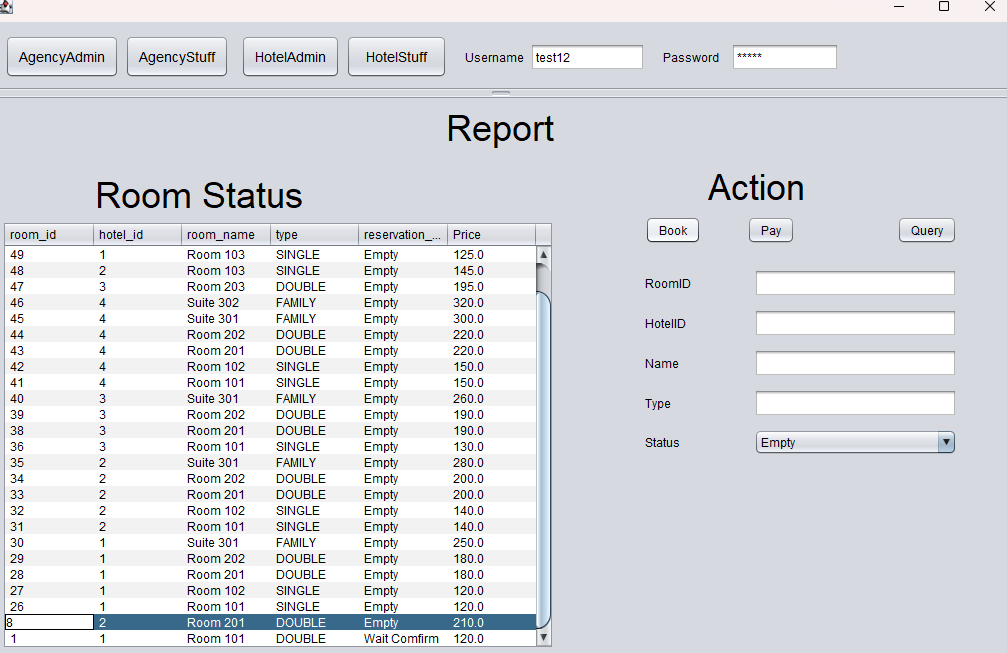 AgencyAdmin AgencyStuff HotelAdmin HotelStuff Username test12 Password *****
Report
Room Status
Action
Book Pay Query
room_id hotel_id room_name type reservation_... Price
49 1 Room 103 SINGLE Empty 125.0
48 2 Room 103 SINGLE Empty 145.0
47 3 Room 203 DOUBLE Empty 195.0
46 4 Suite 302 FAMILY Empty 320.0
45 4 Suite 301 FAMILY Empty 300.0
44 4 Room 202 DOUBLE Empty 220.0
43 4 Room 201 DOUBLE Empty 220.0
42 4 Room 102 SINGLE Empty 150.0
41 4 Room 101 SINGLE Empty 150.0
40 3 Suite 301 FAMILY Empty 260.0
39 3 Room 202 DOUBLE Empty 190.0
38 3 Room 201 DOUBLE Empty 190.0
36 3 Room 101 SINGLE Empty 130.0
35 2 Suite 301 FAMILY Empty 280.0
34 2 Room 202 DOUBLE Empty 200.0
33 2 Room 201 DOUBLE Empty 200.0
32 2 Room 102 SINGLE Empty 140.0
31 2 Room 101 SINGLE Empty 140.0
30 1 Suite 301 FAMILY Empty 250.0
29 1 Room 202 DOUBLE Empty 180.0
28 1 Room 201 DOUBLE Empty 180.0
27 1 Room 102 SINGLE Empty 120.0
26 1 Room 101 SINGLE Empty 120.0
8 2 Room 201 DOUBLE Empty 210.0
1 1 Room 101 DOUBLE Wait Comfirm 120.0
RoomID
HotelID
Name
Type
Status Empty